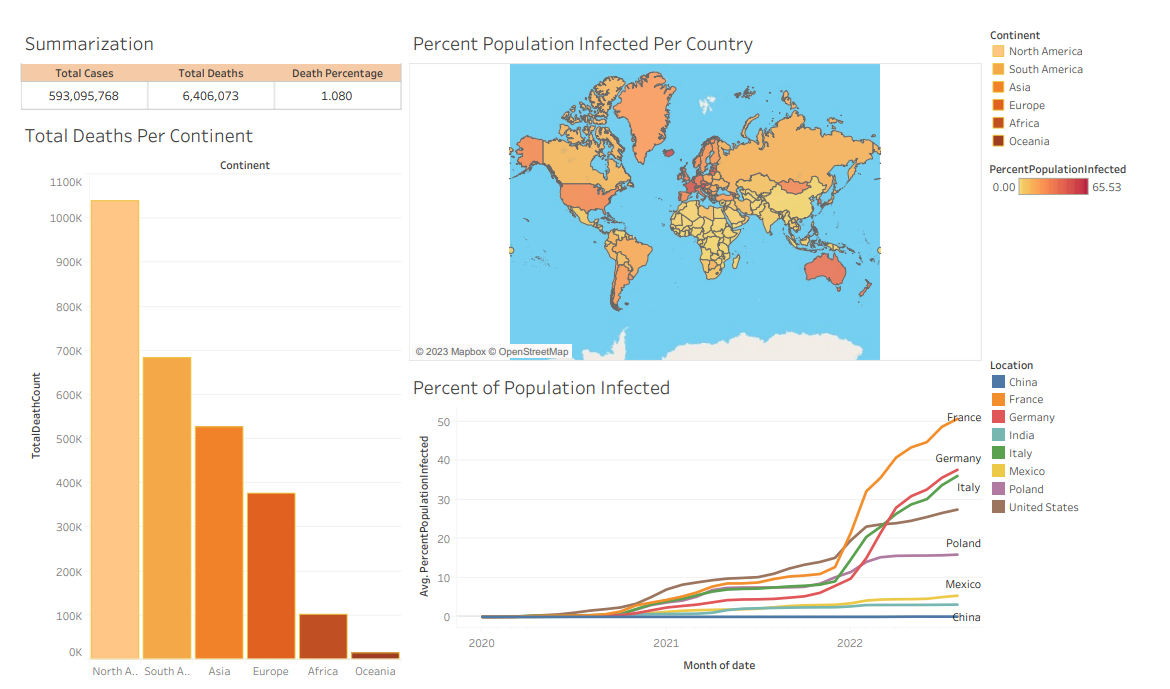 Summarization
Total Cases Total Deaths Death Percentage
593,095,768 6,406,073 1.080
Total Deaths Per Continent
Continent
TotalDeathCount
1100K
1000K
900K
800K
700K
600K
500K
400K
300K
200K
100K
0K
North A.. South A.. Asia Europe Africa Oceania
Percent Population Infected Per Country
© 2023 Mapbox © OpenStreetMap
Percent of Population Infected
Avg. PercentPopulationInfected
50
40
30
20
10
0
France
Germany
Italy
Poland
Mexico
China
2020 2021 2022
Month of date
Continent
North America
South America
Asia
Europe
Africa
Oceania
PercentPopulationInfected
0.00 65.53
Location
China
France
Germany
India
Italy
Mexico
Poland
United States